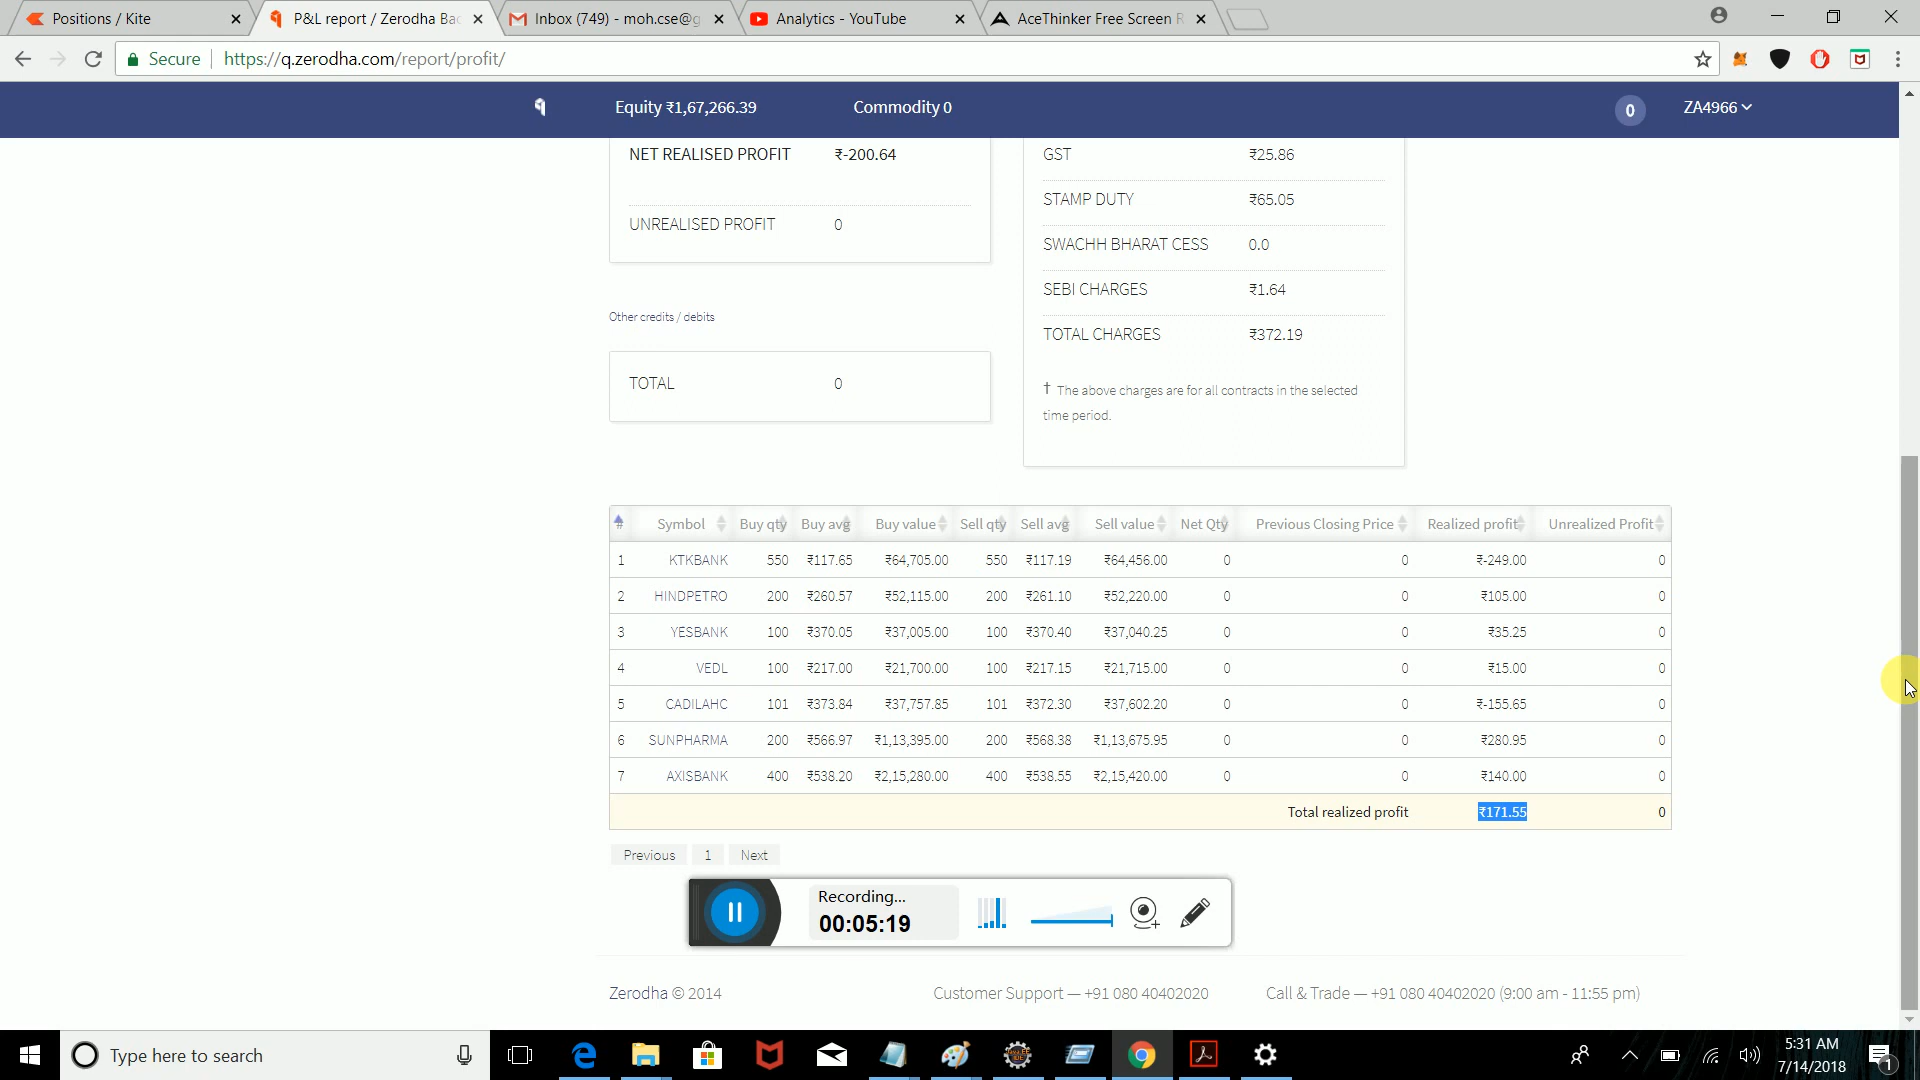 Positions / Kite
P&L report / Zerodha Bac
Inbox (749) - moh.cse@g
Analytics - YouTube
AceThinker Free Screen R
Secure
https://q.zerodha.com/report/profit/
Equity ₹1,67,266.39
Commodity 0
0
ZA4966
NET REALISED PROFIT ₹-200.64
UNREALISED PROFIT 0
Other credits / debits
TOTAL 0
GST ₹25.86
STAMP DUTY ₹65.05
SWACHH BHARAT CESS 0.0
SEBI CHARGES ₹1.64
TOTAL CHARGES ₹372.19
† The above charges are for all contracts in the selected
time period.
# Symbol Buy qty Buy avg Buy value Sell qty Sell avg Sell value Net Qty Previous Closing Price Realized profit Unrealized Profit
1 KTKBANK 550 ₹117.65 ₹64,705.00 550 ₹117.19 ₹64,456.00 0 0 ₹-249.00 0
2 HINDPETRO 200 ₹260.57 ₹52,115.00 200 ₹261.10 ₹52,220.00 0 0 ₹105.00 0
3 YESBANK 100 ₹370.05 ₹37,005.00 100 ₹370.40 ₹37,040.25 0 0 ₹35.25 0
4 VEDL 100 ₹217.00 ₹21,700.00 100 ₹217.15 ₹21,715.00 0 0 ₹15.00 0
5 CADILAHC 101 ₹373.84 ₹37,757.85 101 ₹372.30 ₹37,602.20 0 0 ₹-155.65 0
6 SUNPHARMA 200 ₹566.97 ₹1,13,395.00 200 ₹568.38 ₹1,13,675.95 0 0 ₹280.95 0
7 AXISBANK 400 ₹538.20 ₹2,15,280.00 400 ₹538.55 ₹2,15,420.00 0 0 ₹140.00 0
Total realized profit ₹171.55 0
Previous 1 Next
Recording...
00:05:19
Zerodha © 2014
Customer Support — +91 080 40402020
Call & Trade — +91 080 40402020 (9:00 am - 11:55 pm)
Type here to search
5:31 AM
7/14/2018
1